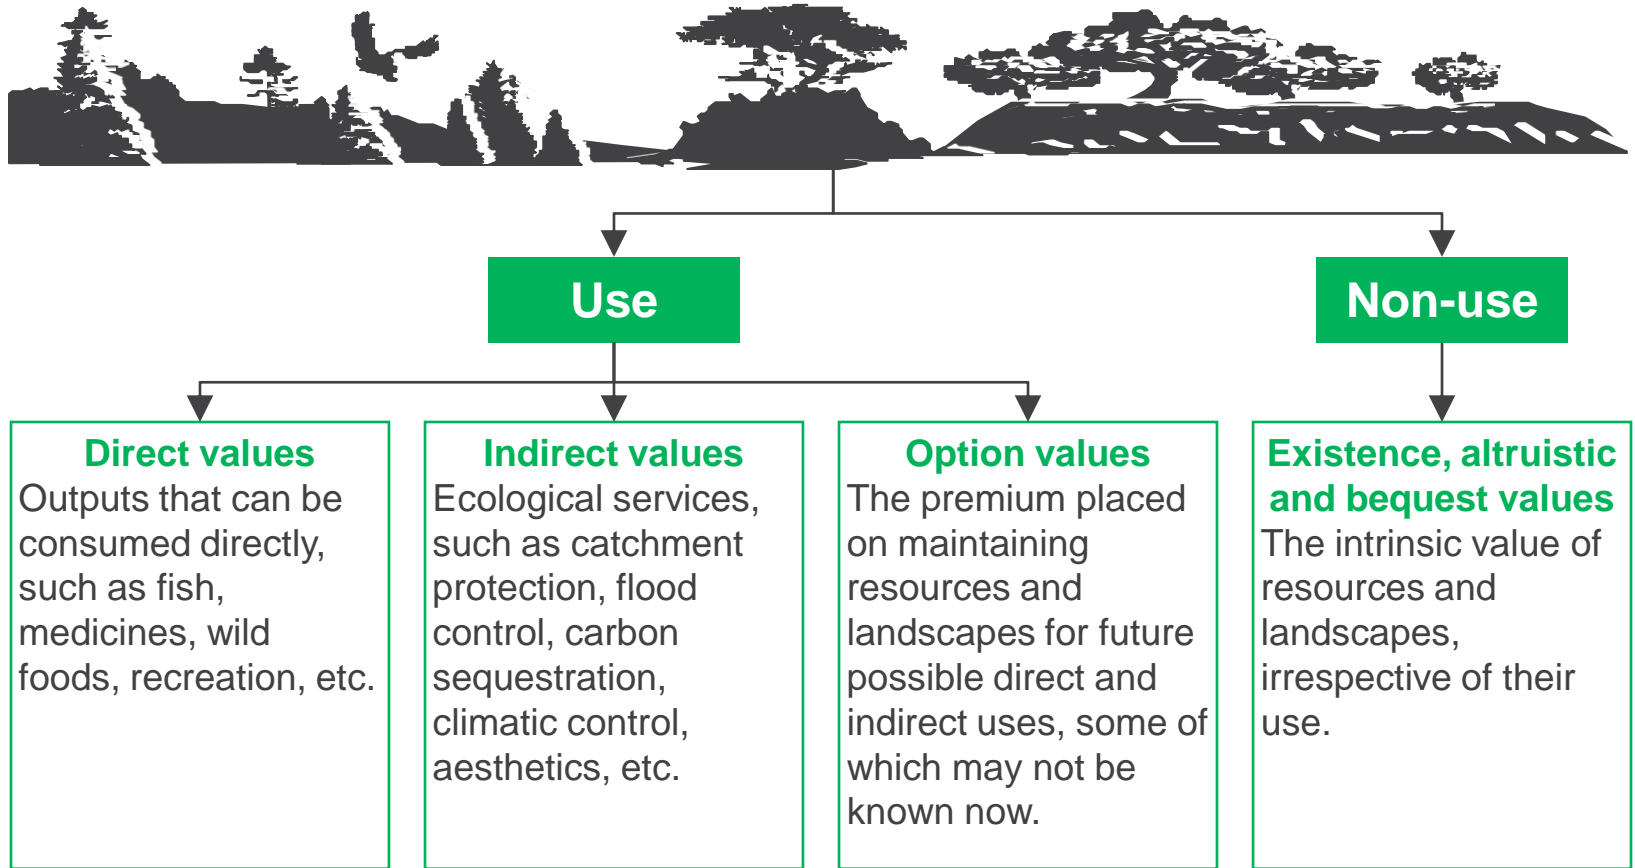 Use
Non-use
Direct values
Outputs that can be
consumed directly,
such as fish,
medicines, wild
foods, recreation, etc.
Indirect values
Ecological services,
such as catchment
protection, flood
control, carbon
sequestration,
climatic control,
aesthetics, etc.
Option values
The premium placed
on maintaining
resources and
landscapes for future
possible direct and
indirect uses, some of
which may not be
known now.
Existence, altruistic
and bequest values
The intrinsic value of
resources and
landscapes,
irrespective of their
use.